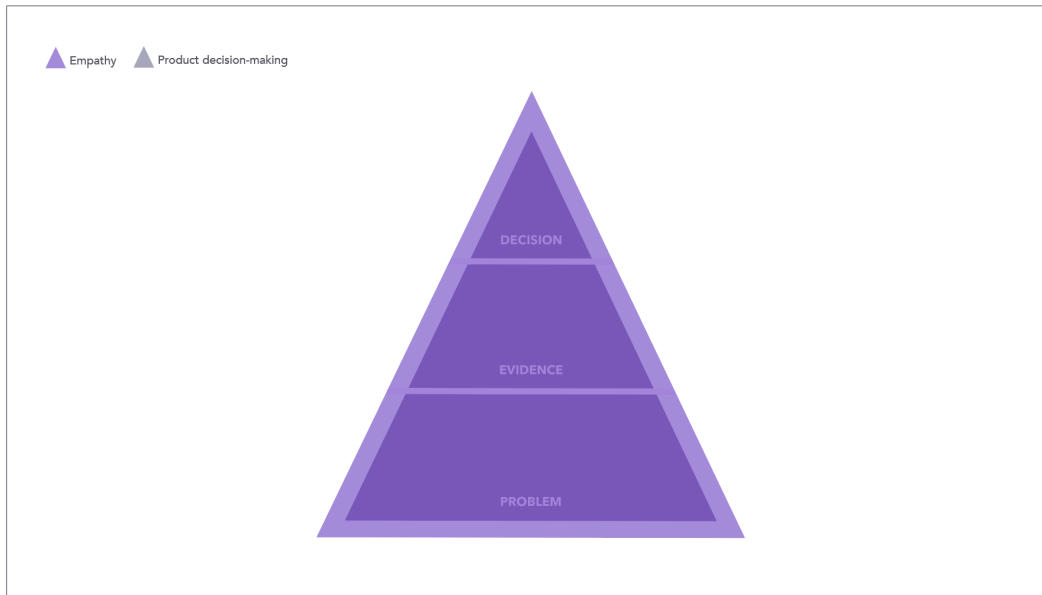 Empathy
Product decision-making
DECISION
EVIDENCE
PROBLEM